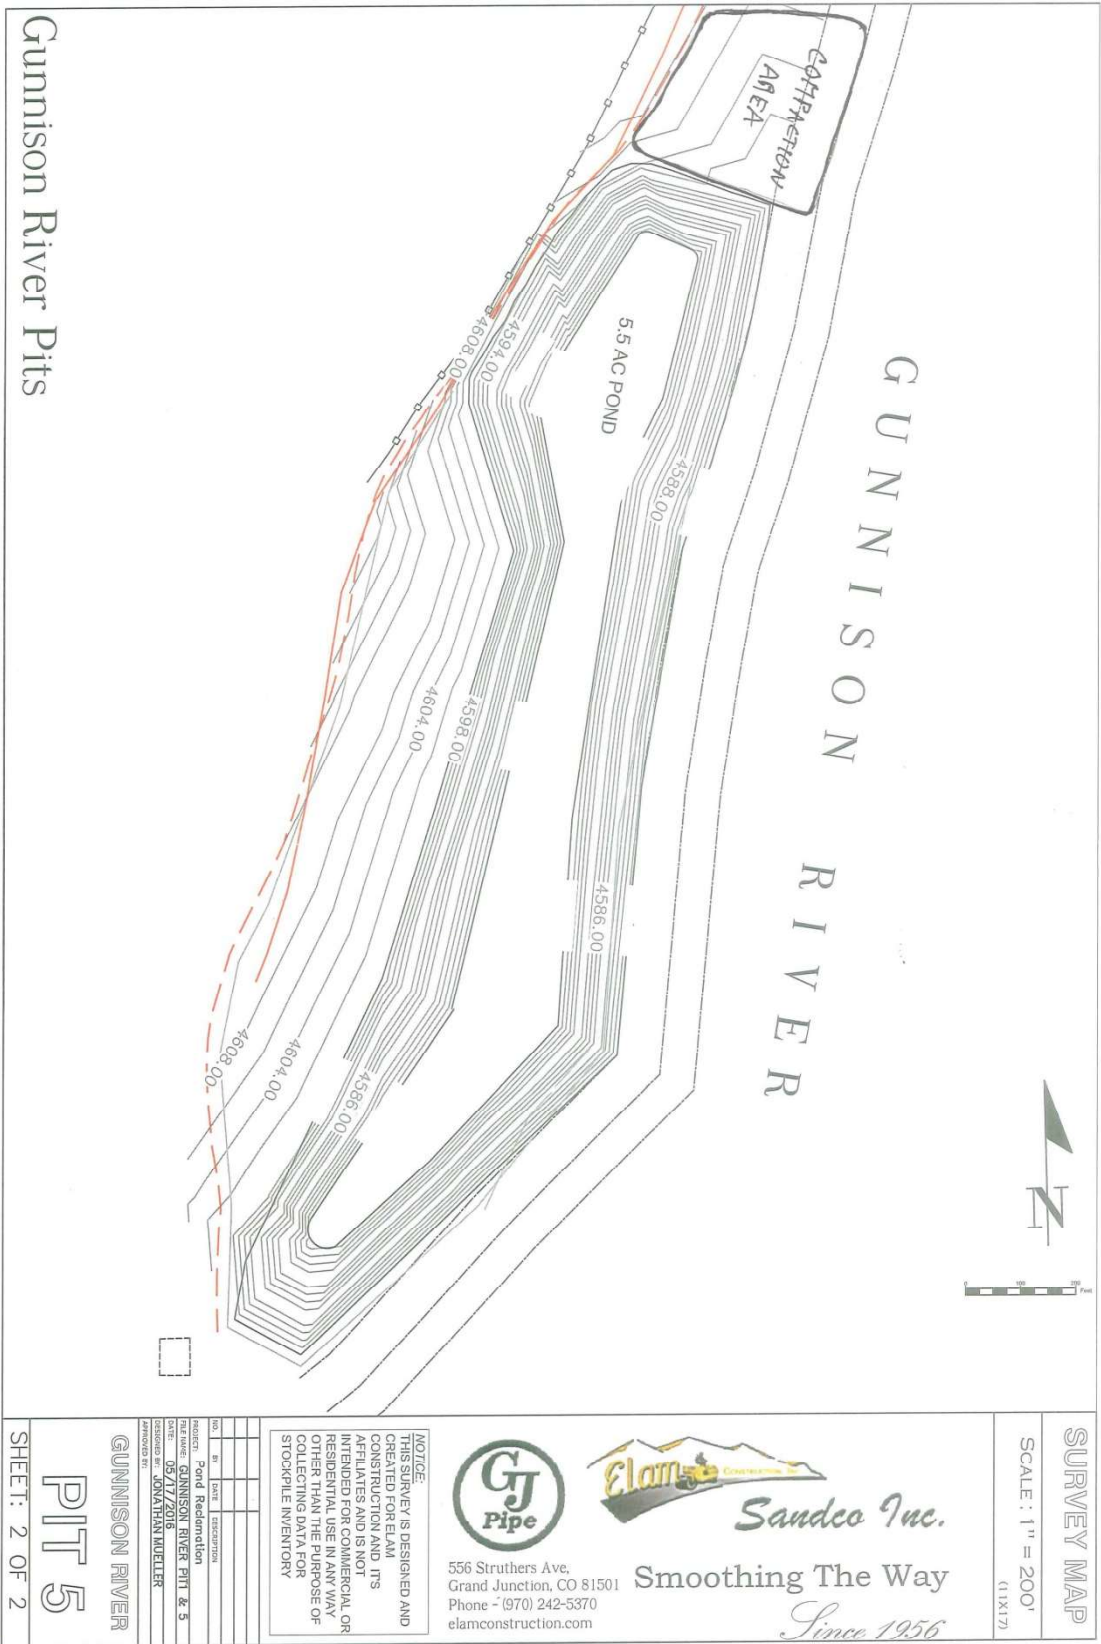 Gunnison River Pits
COMPACTION
AREA
5.5 AC POND
GUNNISON RIVER
4608.00
4594.00
4588.00
4598.00
4604.00
4586.00
4586.00
4604.00
4608.00
N
0 100 200
Feet
SURVEY MAP
SCALE: 1" = 200'
(11X17)
Elam
CONSTRUCTION, INC.
Sandco Inc.
Smoothing The Way
Since 1956
GJ
Pipe
556 Struthers Ave,
Grand Junction, CO 81501
Phone - (970) 242-5370
elamconstruction.com
NOTICE:
THIS SURVEY IS DESIGNED AND
CREATED FOR ELAM
CONSTRUCTION AND IT'S
AFFILIATES AND IS NOT
INTENDED FOR COMMERCIAL OR
RESIDENTIAL USE IN ANY WAY
OTHER THAN THE PURPOSE OF
COLLECTING DATA FOR
STOCKPILE INVENTORY
NO. BY DATE DESCRIPTION
PROJECT: Pond Reclamation
FILE NAME: GUNNISON RIVER PIT1 & 5
DATE: 05/17/2016
DESIGNED BY: JONATHAN MUELLER
APPROVED BY:
GUNNISON RIVER
PIT 5
SHEET: 2 OF 2